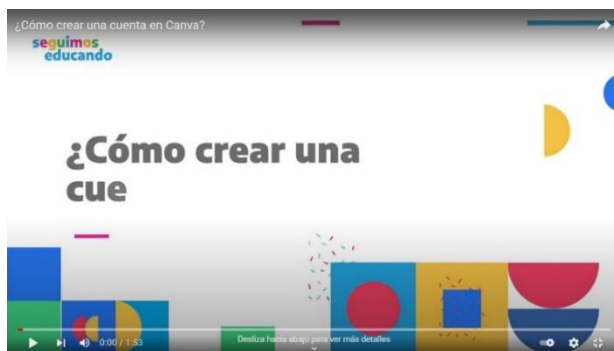 ¿Cómo crear una cuenta en Canva?
seguimos
educando
¿Cómo crear una
cue
0:00 / 1:53
Desliza hacia abajo para ver más detalles